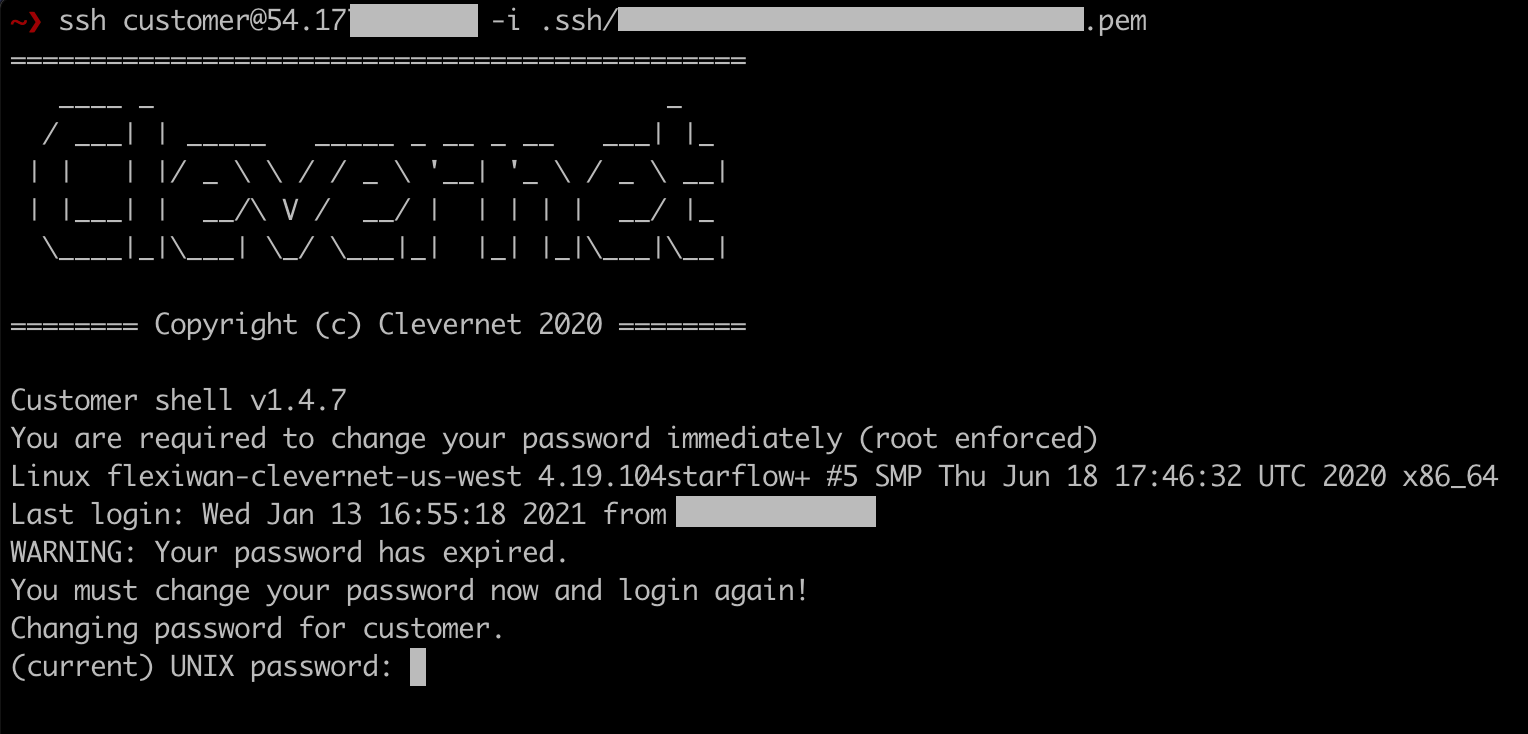 ~❯ ssh customer@54.17 -i .ssh/ .pem
==============================================
   ____ _                                _
  / ___| | _____   _____ _ __ _ __   ___| |_
 | |   | |/ _ \ \ / / _ \ '__| '_ \ / _ \ __|
 | |___| |  __/\ V /  __/ |  | | | |  __/ |_
  \____|_|\___| \_/ \___|_|  |_| |_|\___|\__|
======== Copyright (c) Clevernet 2020 ========
Customer shell v1.4.7
You are required to change your password immediately (root enforced)
Linux flexiwan-clevernet-us-west 4.19.104starflow+ #5 SMP Thu Jun 18 17:46:32 UTC 2020 x86_64
Last login: Wed Jan 13 16:55:18 2021 from
WARNING: Your password has expired.
You must change your password now and login again!
Changing password for customer.
(current) UNIX password: